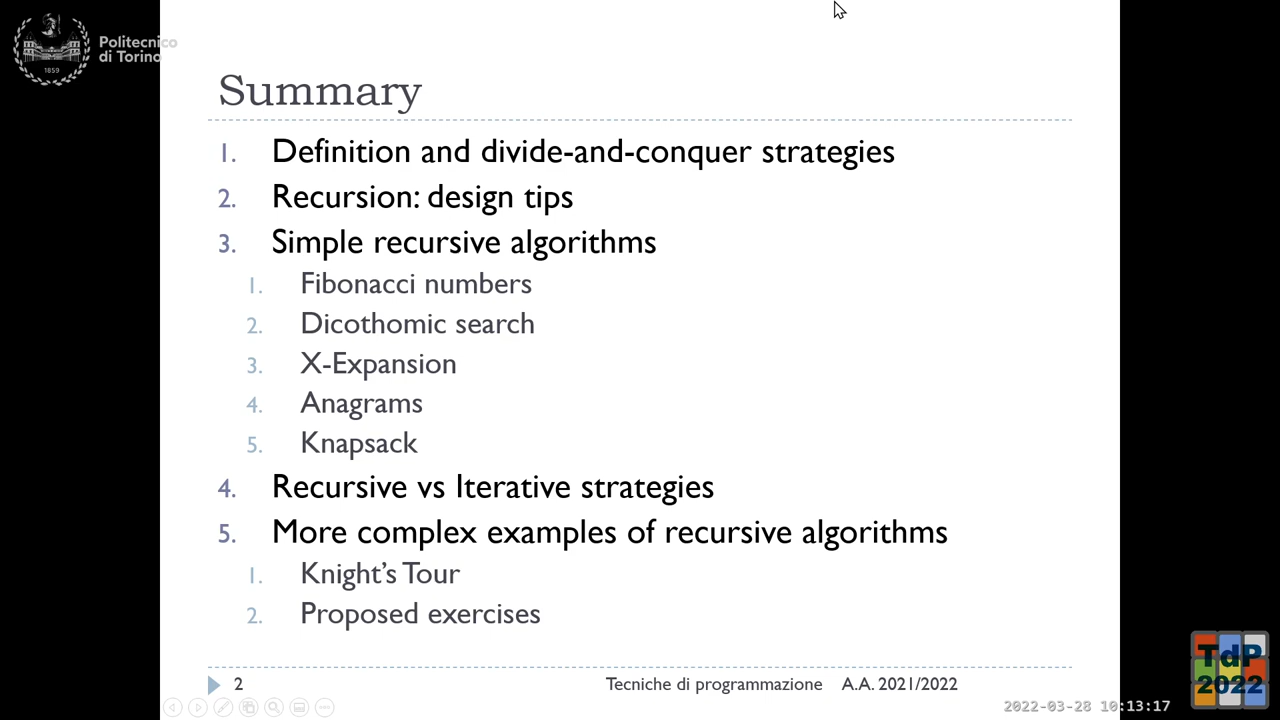 Politecnico
di Torino
1859
Summary
1. Definition and divide-and-conquer strategies
2. Recursion: design tips
3. Simple recursive algorithms
1. Fibonacci numbers
2. Dicothomic search
3. X-Expansion
4. Anagrams
5. Knapsack
4. Recursive vs Iterative strategies
5. More complex examples of recursive algorithms
1. Knight's Tour
2. Proposed exercises
2 Tecniche di programmazione A.A. 2021/2022
TdP
2022
2022-03-28 10:13:17